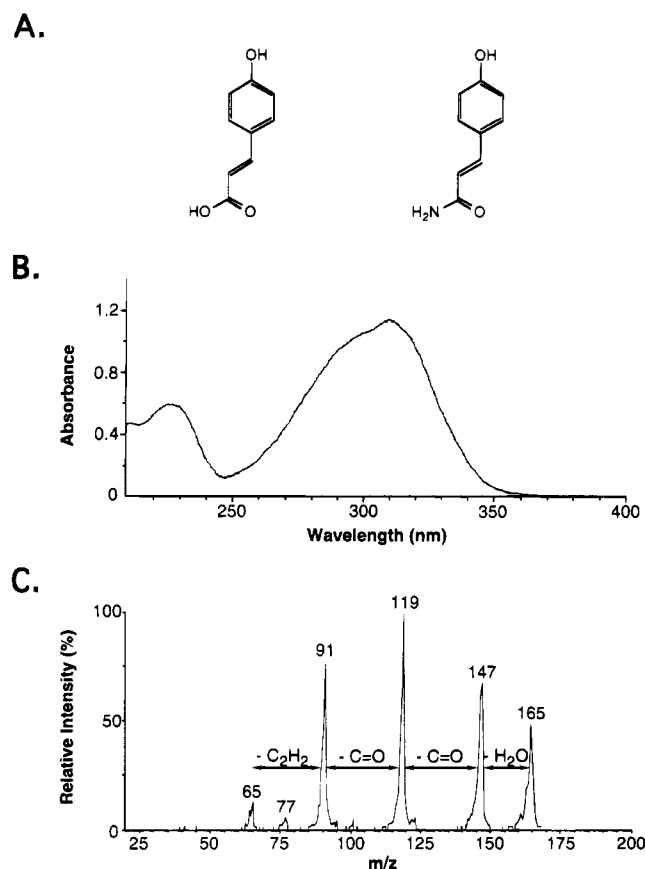 A.
OH OH
HO O H₂N O
B.
Absorbance
1.2
0.8
0.4
0
250 300 350 400
Wavelength (nm)
C.
Relative Intensity (%)
100
50
0
119
91
147
165
- C₂H₂ - C=O - C=O - H₂O
65
77
25 50 75 100 125 150 175 200
m/z